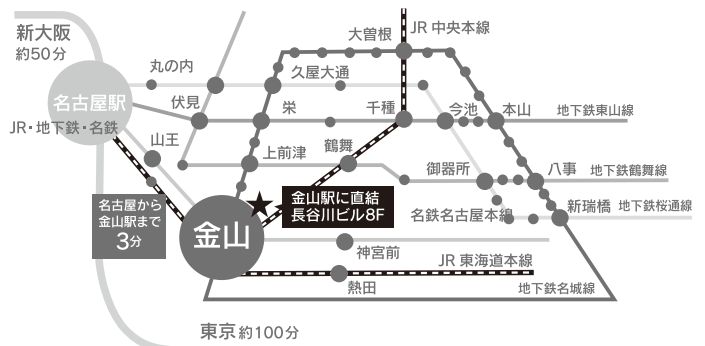 新大阪
約50分
大曽根
JR 中央本線
丸の内
久屋大通
名古屋駅
JR・地下鉄・名鉄
伏見
栄
千種
今池
本山
地下鉄東山線
山王
上前津
鶴舞
御器所
八事
地下鉄鶴舞線
名古屋から
金山駅まで
3分
金山
★
金山駅に直結
長谷川ビル8F
名鉄名古屋本線
新瑞橋
地下鉄桜通線
神宮前
JR 東海道本線
熱田
地下鉄名城線
東京約100分